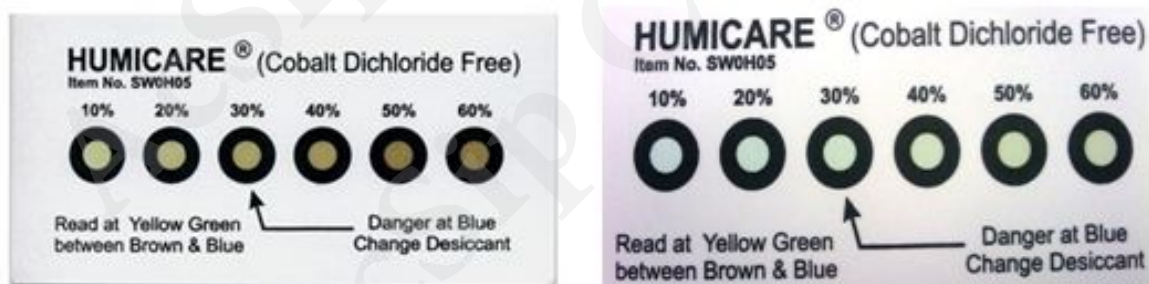 HUMICARE ® (Cobalt Dichloride Free)
Item No. SW0H05
10% 20% 30% 40% 50% 60%
Read at Yellow Green
between Brown & Blue
Danger at Blue
Change Desiccant
HUMICARE ® (Cobalt Dichloride Free)
Item No. SW0H05
10% 20% 30% 40% 50% 60%
Read at Yellow Green
between Brown & Blue
Danger at Blue
Change Desiccant